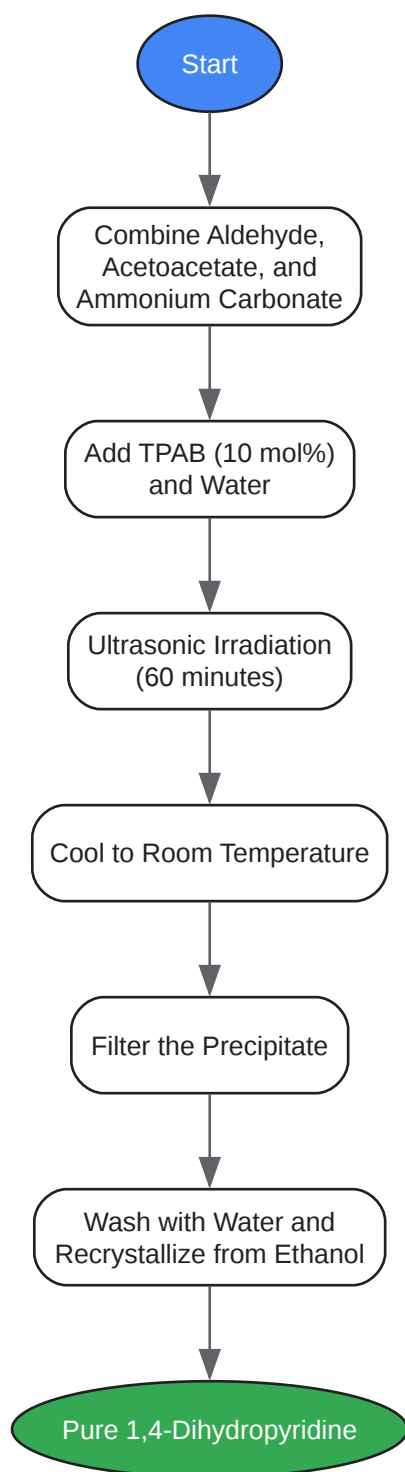 Start
Combine Aldehyde,
Acetoacetate, and
Ammonium Carbonate
Add TPAB (10 mol%)
and Water
Ultrasonic Irradiation
(60 minutes)
Cool to Room Temperature
Filter the Precipitate
Wash with Water and
Recrystallize from Ethanol
Pure 1,4-Dihydropyridine